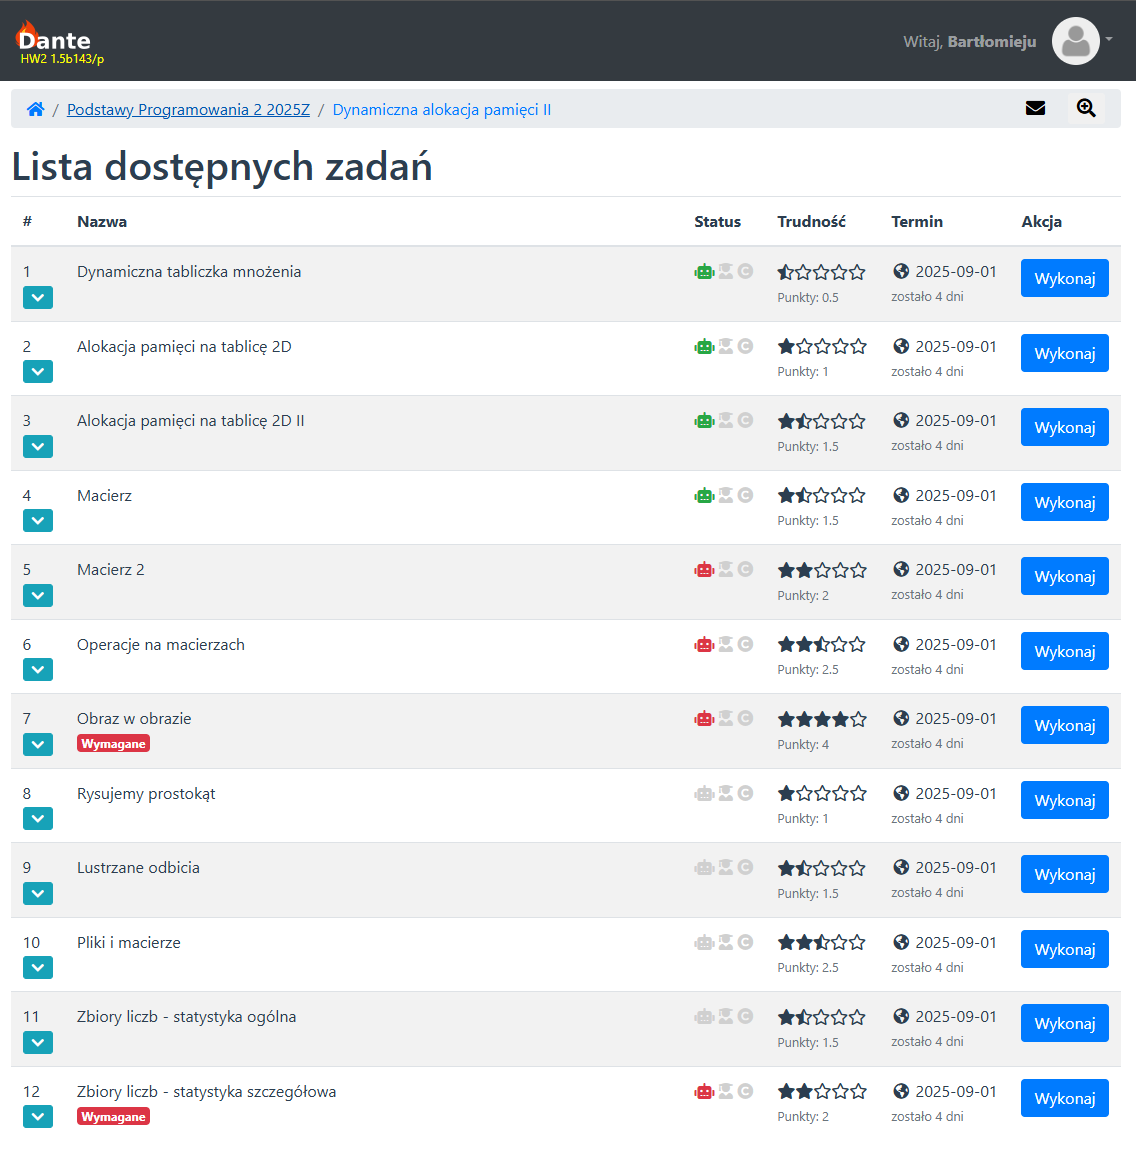 Dante
HW2 1.5b143/p
Witaj, Bartłomieju
/ Podstawy Programowania 2 2025Z / Dynamiczna alokacja pamięci II
Lista dostępnych zadań
# Nazwa Status Trudność Termin Akcja
1 Dynamiczna tabliczka mnożenia 2025-09-01 Wykonaj
Punkty: 0.5 zostało 4 dni
2 Alokacja pamięci na tablicę 2D 2025-09-01 Wykonaj
Punkty: 1 zostało 4 dni
3 Alokacja pamięci na tablicę 2D II 2025-09-01 Wykonaj
Punkty: 1.5 zostało 4 dni
4 Macierz 2025-09-01 Wykonaj
Punkty: 1.5 zostało 4 dni
5 Macierz 2 2025-09-01 Wykonaj
Punkty: 2 zostało 4 dni
6 Operacje na macierzach 2025-09-01 Wykonaj
Punkty: 2.5 zostało 4 dni
7 Obraz w obrazie 2025-09-01 Wykonaj
Wymagane Punkty: 4 zostało 4 dni
8 Rysujemy prostokąt 2025-09-01 Wykonaj
Punkty: 1 zostało 4 dni
9 Lustrzane odbicia 2025-09-01 Wykonaj
Punkty: 1.5 zostało 4 dni
10 Pliki i macierze 2025-09-01 Wykonaj
Punkty: 2.5 zostało 4 dni
11 Zbiory liczb - statystyka ogólna 2025-09-01 Wykonaj
Punkty: 1.5 zostało 4 dni
12 Zbiory liczb - statystyka szczegółowa 2025-09-01 Wykonaj
Wymagane Punkty: 2 zostało 4 dni